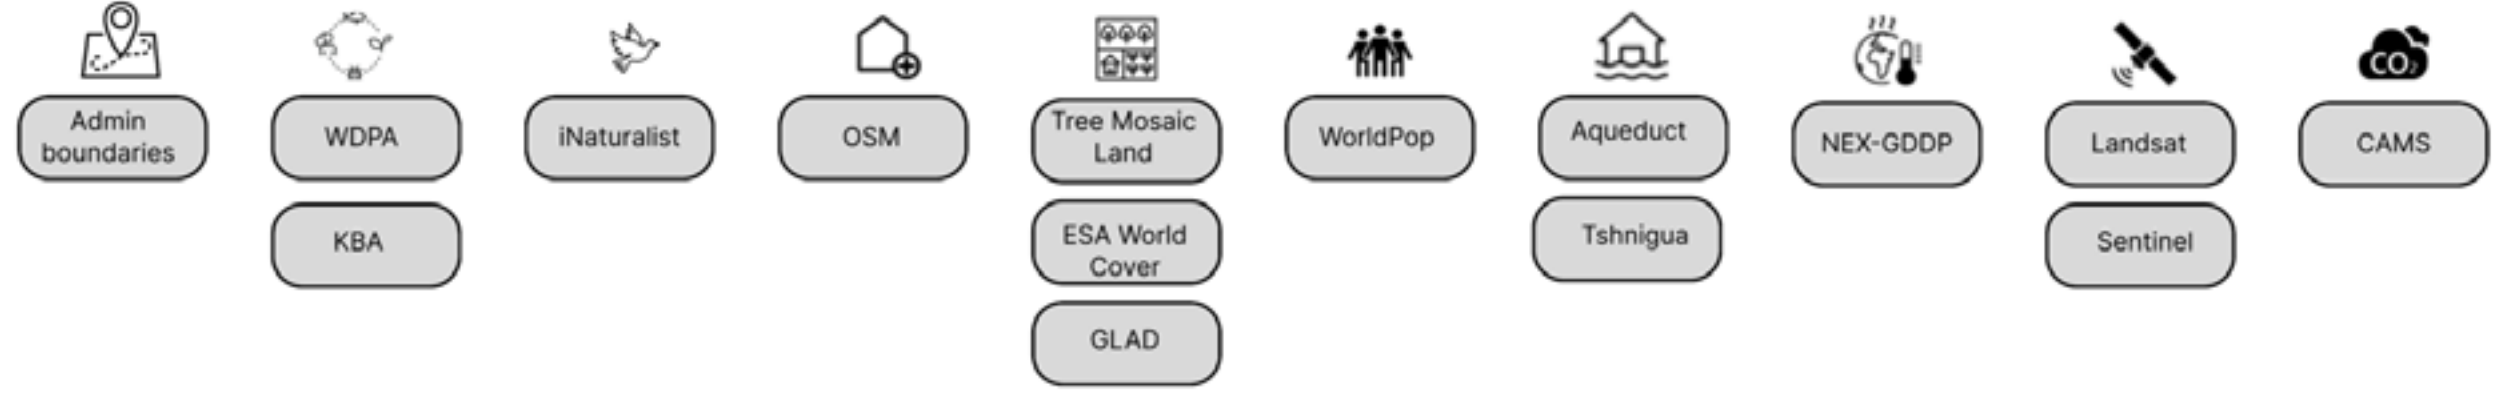 CO2
Admin
boundaries
WDPA
KBA
iNaturalist
OSM
Tree Mosaic
Land
ESA World
Cover
GLAD
WorldPop
Aqueduct
Tshnigua
NEX-GDDP
Landsat
Sentinel
CAMS